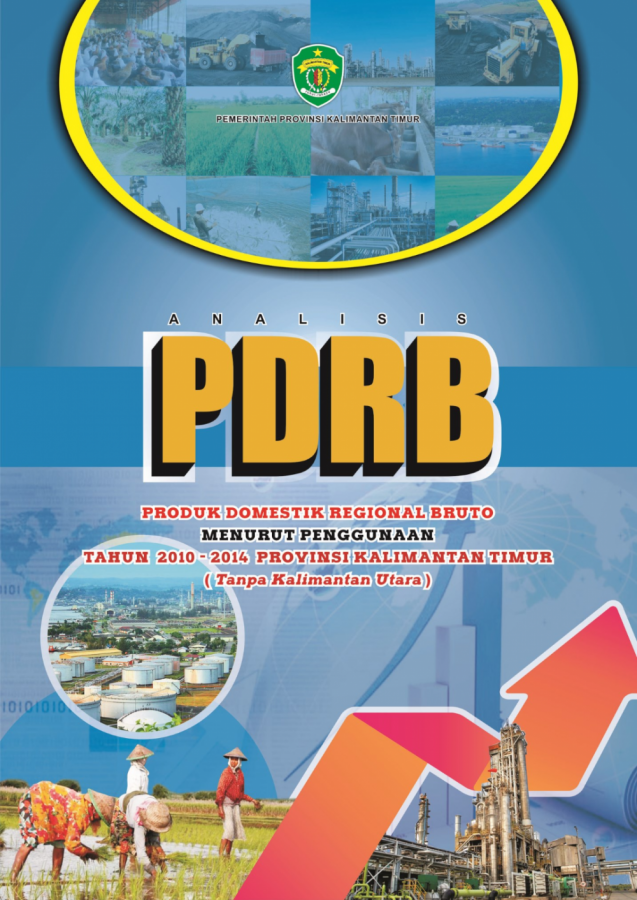 PEMERINTAH PROVINSI KALIMANTAN TIMUR
ANALISIS
PDRB
PRODUK DOMESTIK REGIONAL BRUTO
MENURUT PENGGUNAAN
TAHUN 2010 - 2014 PROVINSI KALIMANTAN TIMUR
( Tanpa Kalimantan Utara )